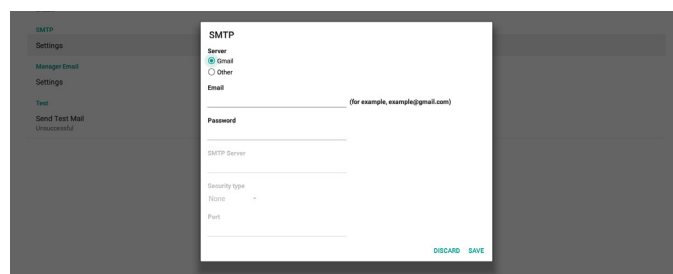 SMTP
Settings
Manager Email
Settings
Test
Send Test Mail
Unsuccessful
SMTP
Server
Gmail
Other
Email
(for example, example@gmail.com)
Password
SMTP Server
Security type
None
Port
DISCARD SAVE